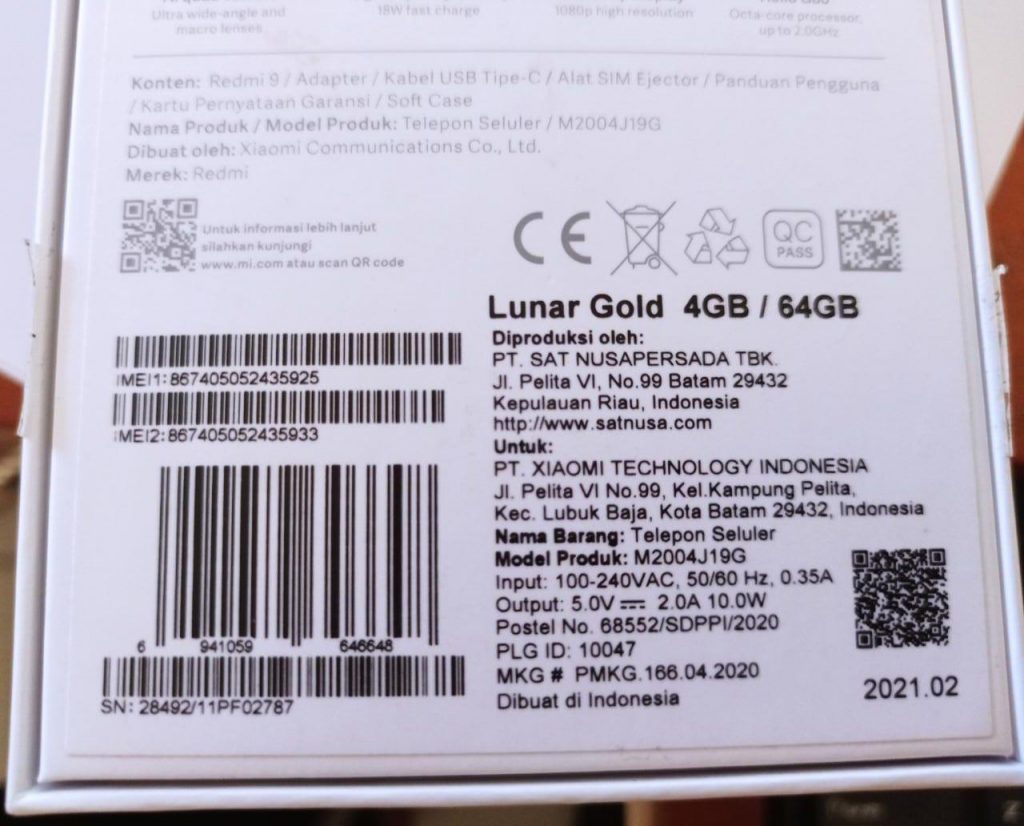 Ultra wide-angle and
macro lenses
18W fast charge
1080p high resolution
Octa-core processor,
up to 2.0GHz
Konten: Redmi 9 / Adapter / Kabel USB Tipe-C / Alat SIM Ejector / Panduan Pengguna
/ Kartu Pernyataan Garansi / Soft Case
Nama Produk / Model Produk: Telepon Seluler / M2004J19G
Dibuat oleh: Xiaomi Communications Co., Ltd.
Merek: Redmi
Untuk informasi lebih lanjut
silahkan kunjungi
www.mi.com atau scan QR code
CE
QC
PASS
Lunar Gold 4GB / 64GB
Diproduksi oleh:
PT. SAT NUSAPERSADA TBK.
Jl. Pelita VI, No.99 Batam 29432
Kepulauan Riau, Indonesia
http://www.satnusa.com
Untuk:
PT. XIAOMI TECHNOLOGY INDONESIA
Jl. Pelita VI No.99, Kel.Kampung Pelita,
Kec. Lubuk Baja, Kota Batam 29432, Indonesia
Nama Barang: Telepon Seluler
Model Produk: M2004J19G
Input: 100-240VAC, 50/60 Hz, 0.35A
Output: 5.0V ⎓ 2.0A 10.0W
Postel No. 68552/SDPPI/2020
PLG ID: 10047
MKG # PMKG.166.04.2020
Dibuat di Indonesia
2021.02
IMEI1: 867405052435925
IMEI2: 867405052435933
6 941059 646648
SN: 28492/11PF02787